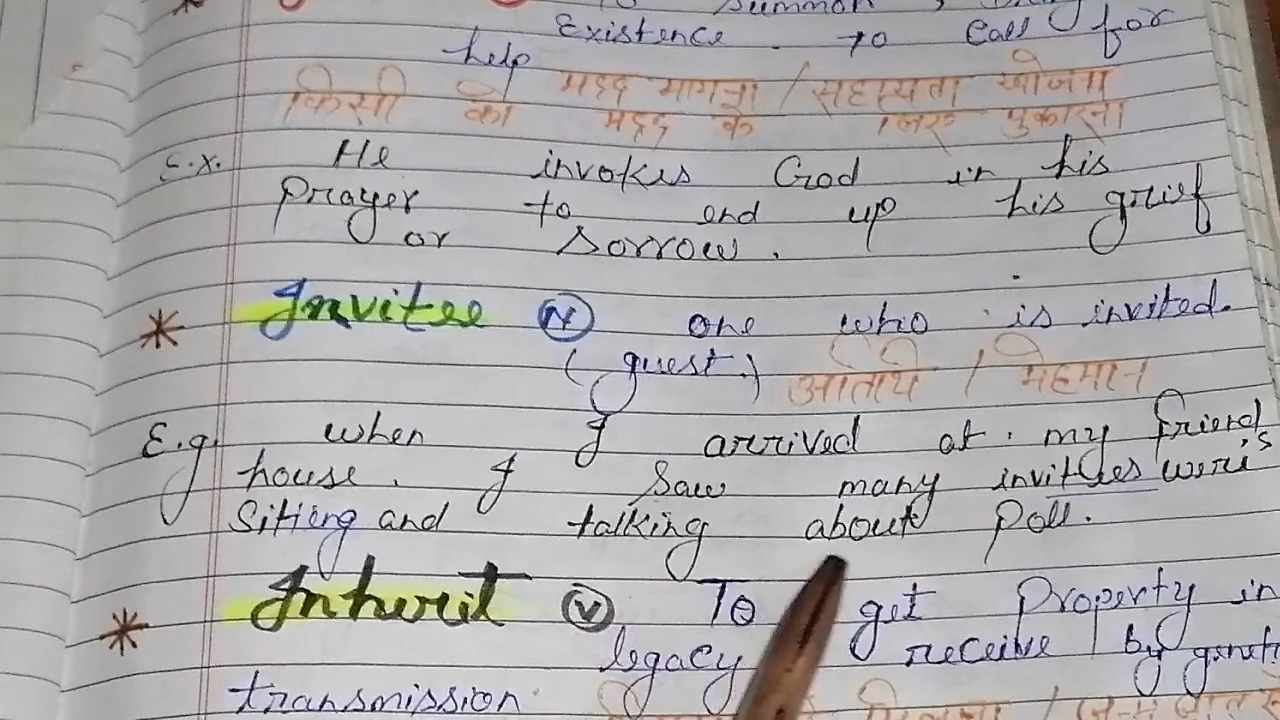 Summon,
Existence. To Call for
help
मदद मागना / सहायता खोजना
किसी को मदद के लिए पुकारना
E.x. He invokes God in his
Prayer to end up his grief
or Sorrow.
* Invitee (N) one who is invited.
(guest.) अतिथि / मेहमान
E.g. when I arrived at my friend's
house. I Saw many invitees were
Sitting and talking about Poll.
* Inherit (V) To get Property in
legacy receive by
transmission